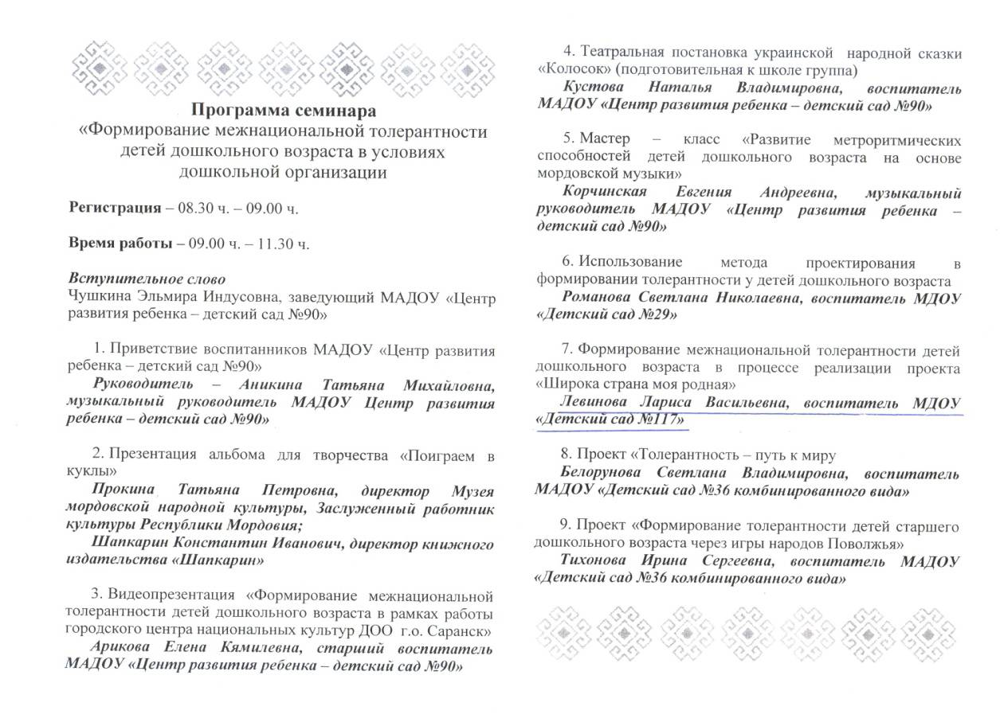 Программа семинара
«Формирование межнациональной толерантности
детей дошкольного возраста в условиях
дошкольной организации
Регистрация – 08.30 ч. – 09.00 ч.
Время работы – 09.00 ч. – 11.30 ч.
Вступительное слово
Чушкина Эльмира Индусовна, заведующий МАДОУ «Центр
развития ребенка – детский сад №90»
1. Приветствие воспитанников МАДОУ «Центр развития
ребенка – детский сад №90»
Руководитель – Аникина Татьяна Михайловна,
музыкальный руководитель МАДОУ Центр развития
ребенка – детский сад №90»
2. Презентация альбома для творчества «Поиграем в
куклы»
Прокина Татьяна Петровна, директор Музея
мордовской народной культуры, Заслуженный работник
культуры Республики Мордовия;
Шапкарин Константин Иванович, директор книжного
издательства «Шапкарин»
3. Видеопрезентация «Формирование межнациональной
толерантности детей дошкольного возраста в рамках работы
городского центра национальных культур ДОО г.о. Саранск»
Арикова Елена Кямилевна, старший воспитатель
МАДОУ «Центр развития ребенка – детский сад №90»
4. Театральная постановка украинской народной сказки
«Колосок» (подготовительная к школе группа)
Кустова Наталья Владимировна, воспитатель
МАДОУ «Центр развития ребенка – детский сад №90»
5. Мастер – класс «Развитие метроритмических
способностей детей дошкольного возраста на основе
мордовской музыки»
Корчинская Евгения Андреевна, музыкальный
руководитель МАДОУ «Центр развития ребенка –
детский сад №90»
6. Использование метода проектирования в
формировании толерантности у детей дошкольного возраста
Романова Светлана Николаевна, воспитатель МДОУ
«Детский сад №29»
7. Формирование межнациональной толерантности детей
дошкольного возраста в процессе реализации проекта
«Широка страна моя родная»
Левинова Лариса Васильевна, воспитатель МДОУ
«Детский сад №117»
8. Проект «Толерантность – путь к миру
Белорунова Светлана Владимировна, воспитатель
МАДОУ «Детский сад №36 комбинированного вида»
9. Проект «Формирование толерантности детей старшего
дошкольного возраста через игры народов Поволжья»
Тихонова Ирина Сергеевна, воспитатель МАДОУ
«Детский сад №36 комбинированного вида»